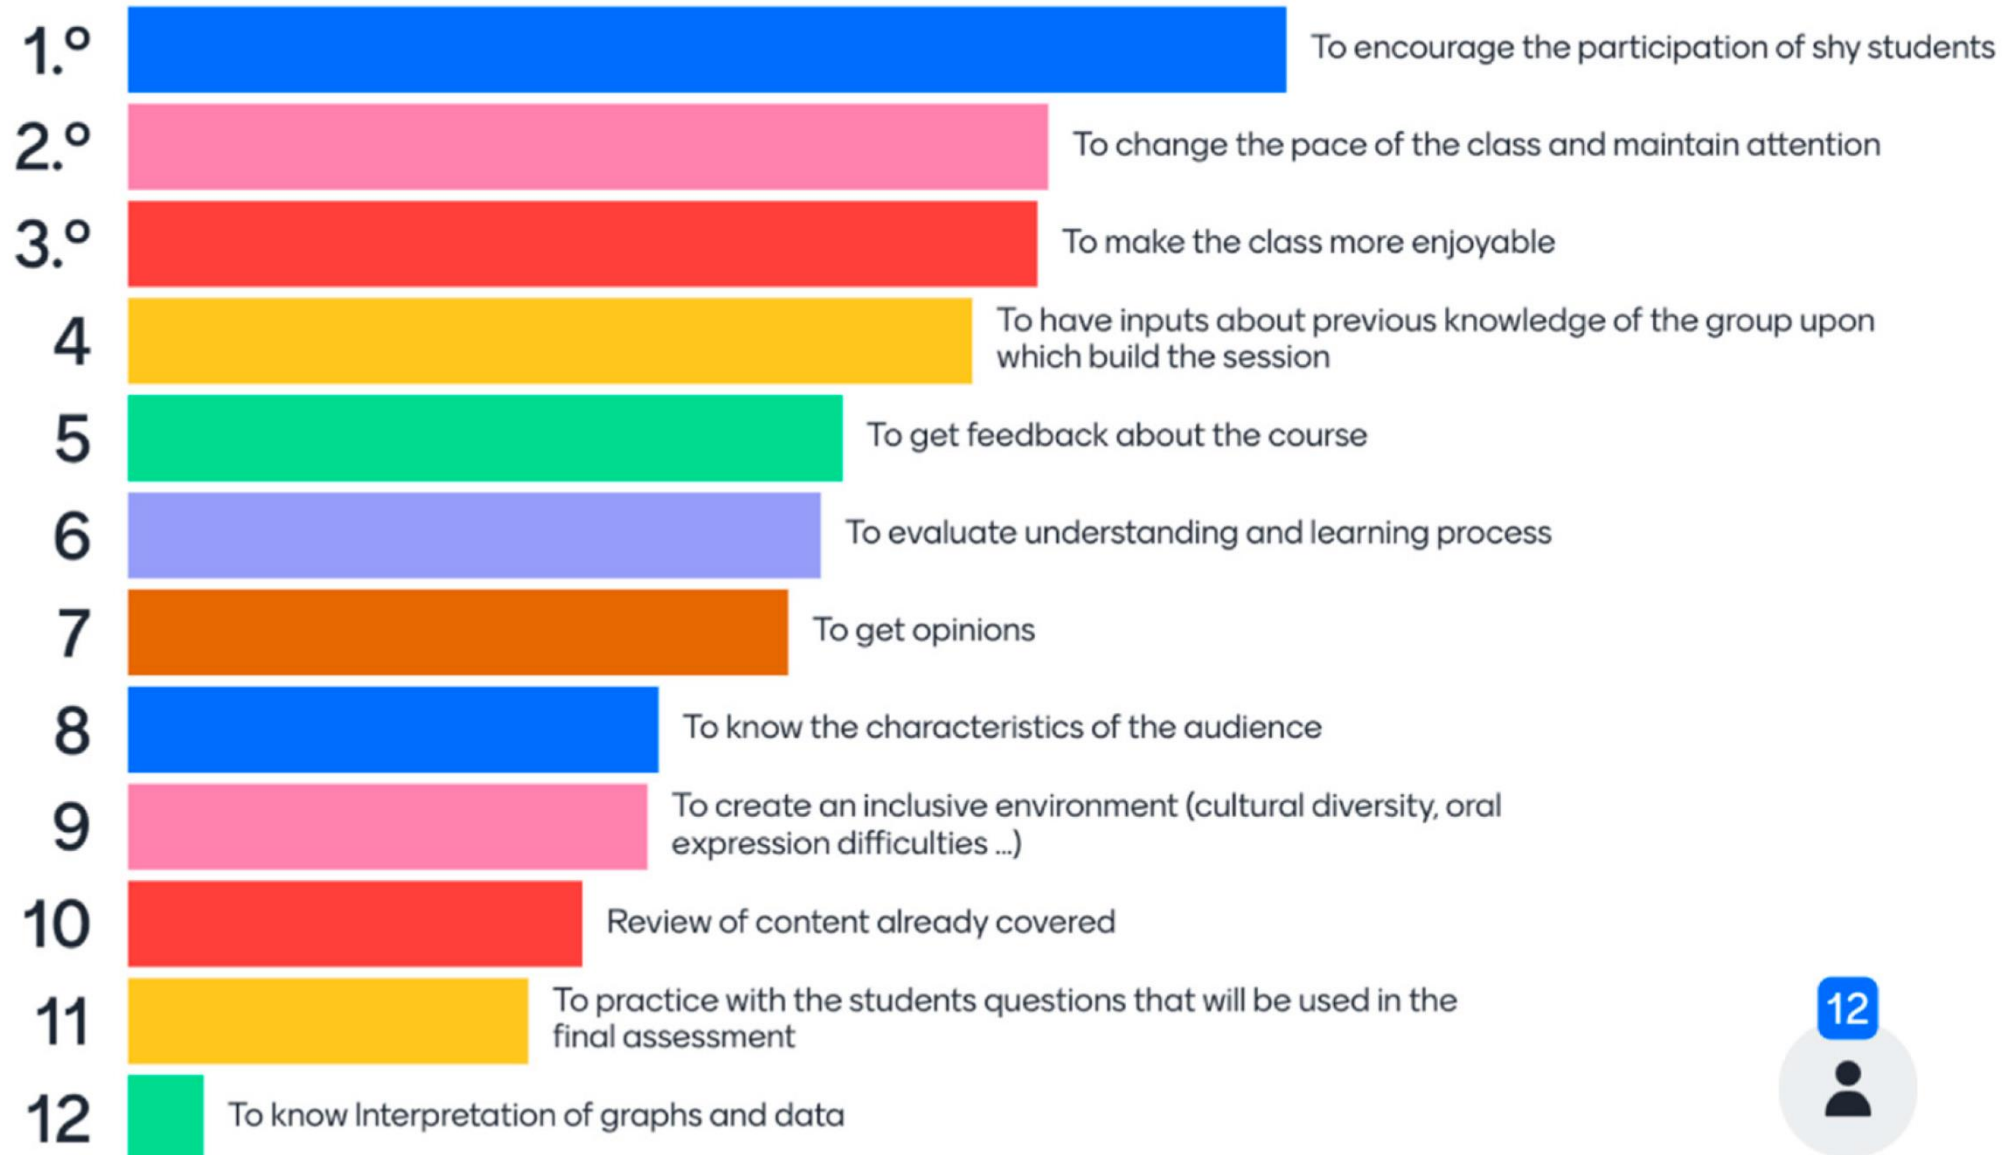 1.º To encourage the participation of shy students
2.º To change the pace of the class and maintain attention
3.º To make the class more enjoyable
4 To have inputs about previous knowledge of the group upon
which build the session
5 To get feedback about the course
6 To evaluate understanding and learning process
7 To get opinions
8 To know the characteristics of the audience
9 To create an inclusive environment (cultural diversity, oral
expression difficulties ...)
10 Review of content already covered
11 To practice with the students questions that will be used in the
final assessment
12 To know Interpretation of graphs and data
12